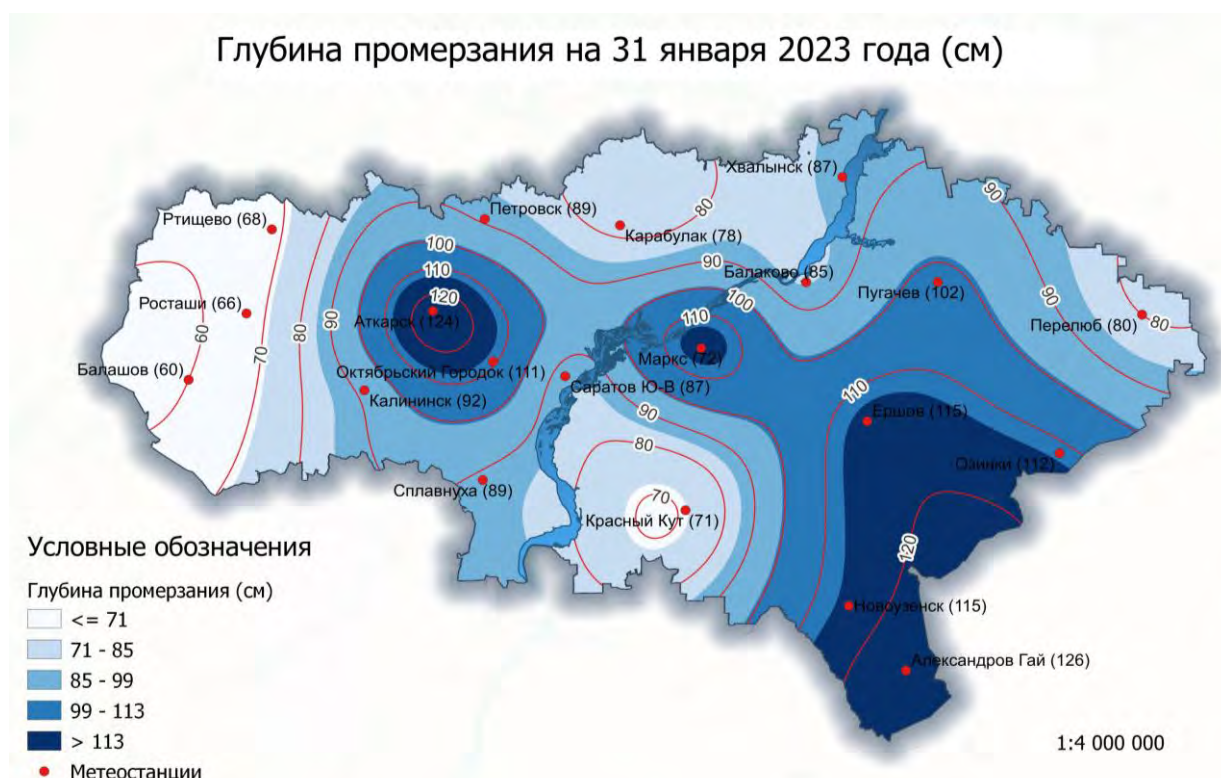 Глубина промерзания на 31 января 2023 года (см)
Хвалынск (87)
Ртищево (68)
Петровск (89)
Карабулак (78)
80
90
100
90
Балаково (85)
Пугачев (102)
110
120
Росташи (66)
Аткарск (124)
100
110
Перелюб (80)
80
90
60
70
80
90
Маркс (72)
Балашов (60)
Октябрьский Городок (111)
Саратов Ю-В (87)
Калининск (92)
110
90
Ершов (115)
80
Озинки (112)
Сплавнуха (89)
70
Красный Кут (71)
120
Новоузенск (115)
Александров Гай (126)
Условные обозначения
Глубина промерзания (см)
<= 71
71 - 85
85 - 99
99 - 113
> 113
Метеостанции
1:4 000 000